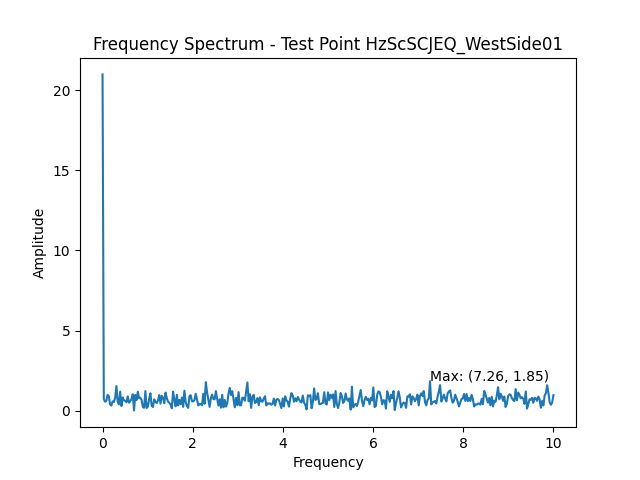 Frequency Spectrum - Test Point HzScSCJEQ_WestSide01
20
15
10
5
0
Amplitude
Max: (7.26, 1.85)
0 2 4 6 8 10
Frequency